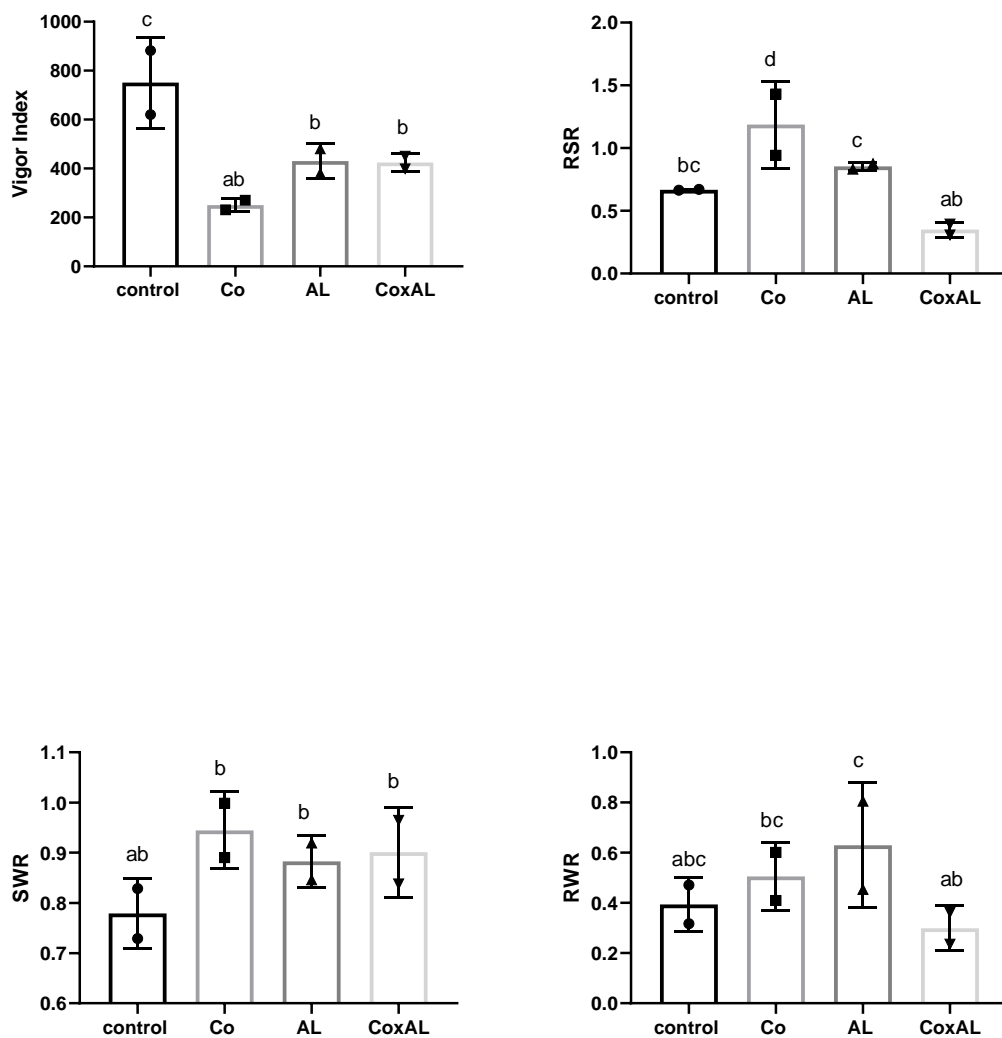 Vigor Index
1000
800
600
400
200
0
c
ab
b
b
control Co AL CoxAL
RSR
2.0
1.5
1.0
0.5
0.0
bc
d
c
ab
control Co AL CoxAL
SWR
1.1
1.0
0.9
0.8
0.7
0.6
ab
b
b
b
control Co AL CoxAL
RWR
1.0
0.8
0.6
0.4
0.2
0.0
abc
bc
c
ab
control Co AL CoxAL